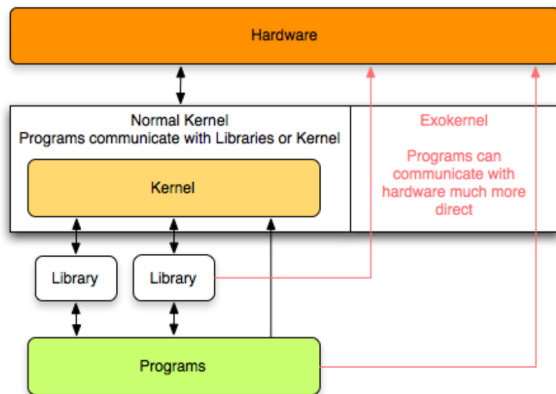 Hardware
Normal Kernel
Programs communicate with Libraries or Kernel
Kernel
Exokernel
Programs can
communicate with
hardware much more
direct
Library
Library
Programs